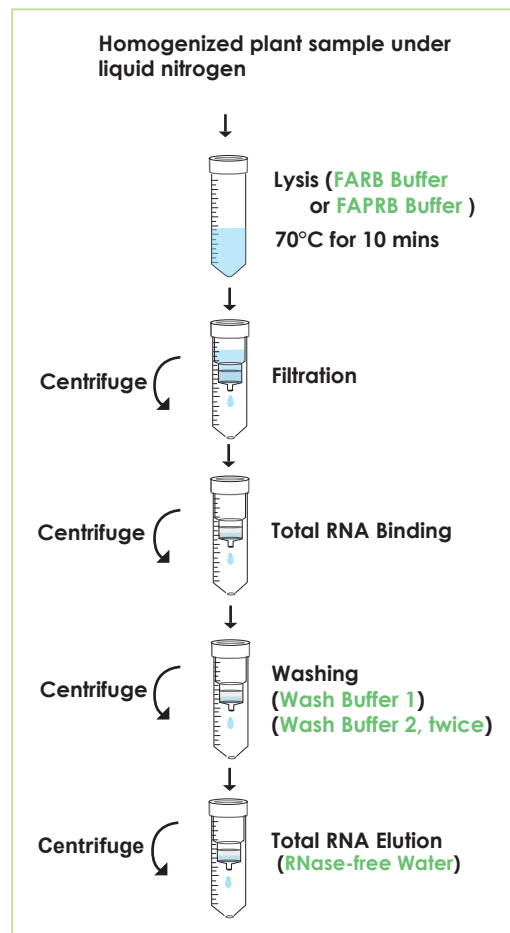 Homogenized plant sample under
liquid nitrogen
Lysis (FARB Buffer
or FAPRB Buffer )
70°C for 10 mins
Centrifuge
Filtration
Centrifuge
Total RNA Binding
Centrifuge
Washing
(Wash Buffer 1)
(Wash Buffer 2, twice)
Centrifuge
Total RNA Elution
(RNase-free Water)